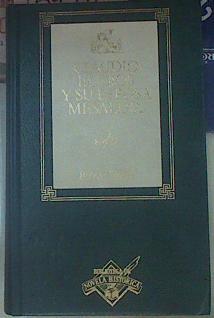 CLAUDIO
EL DIOS
Y SU ESPOSA
MESALINA
BIBLIOTECA DE
NOVELA HISTORICA